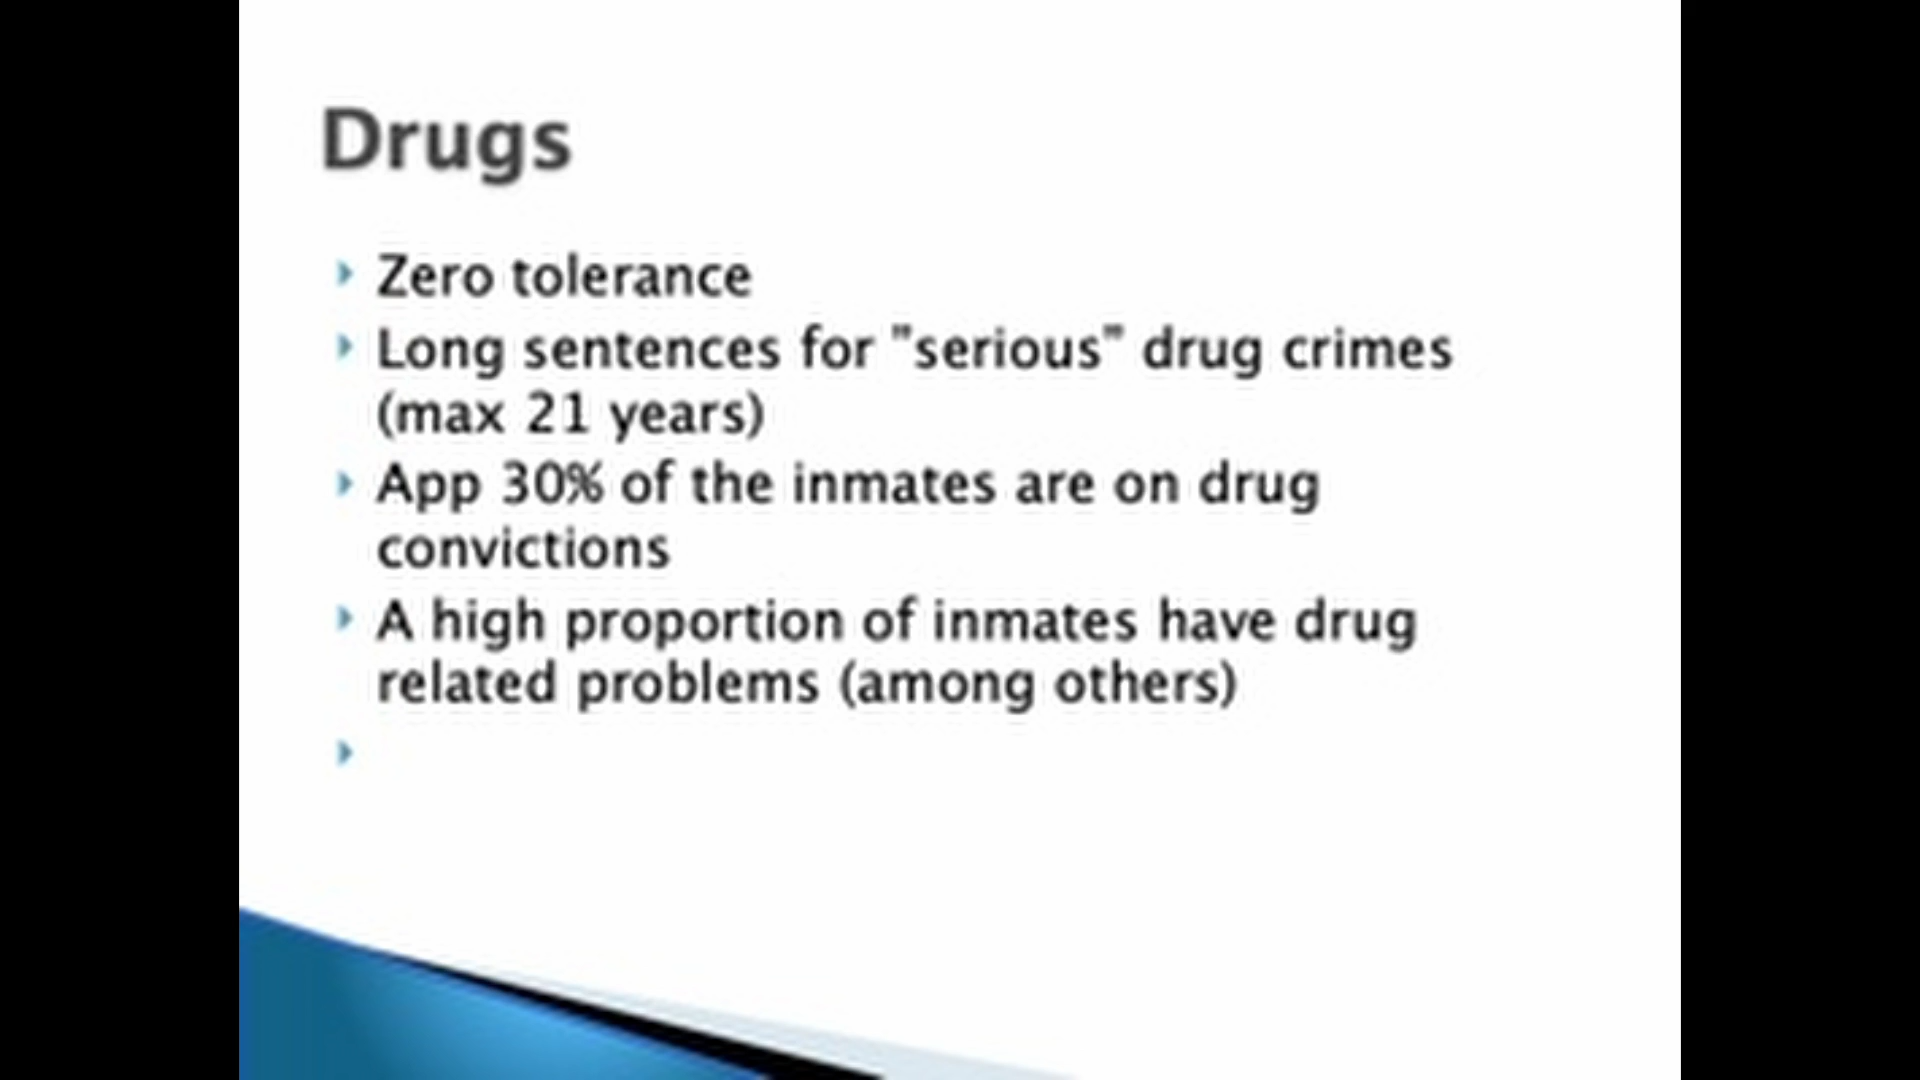 Drugs
Zero tolerance
Long sentences for "serious" drug crimes
(max 21 years)
App 30% of the inmates are on drug
convictions
A high proportion of inmates have drug
related problems (among others)